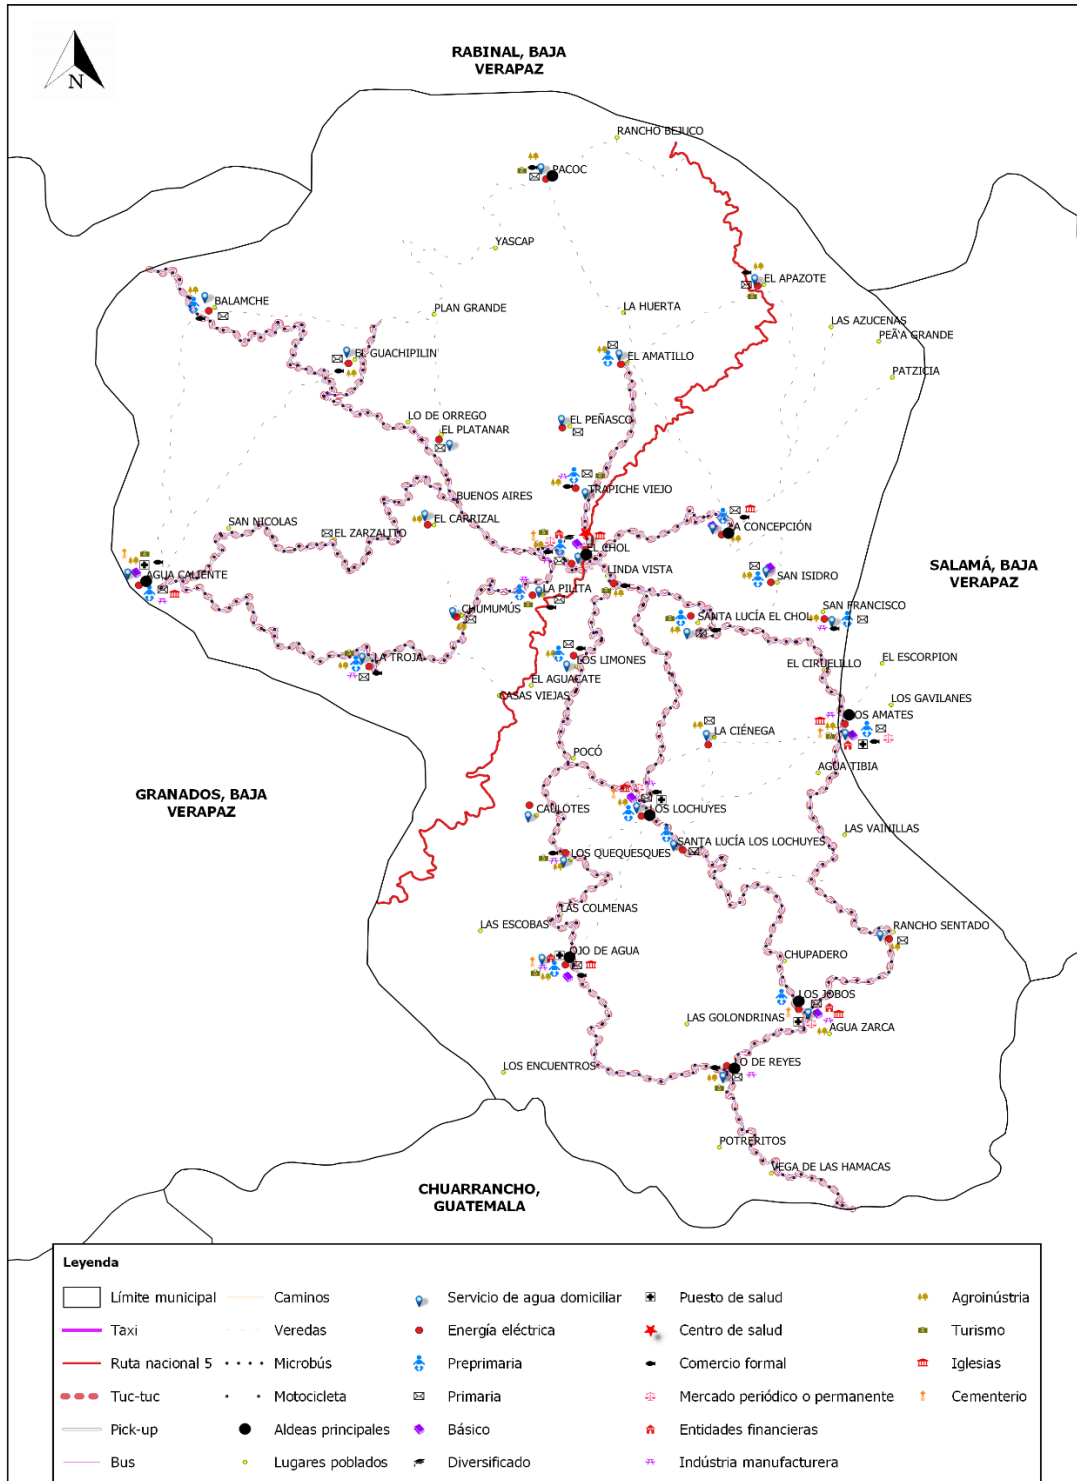 RABINAL, BAJA
VERAPAZ
N
RANCHO BEJUCO
PACOC
YASCAP
EL APAZOTE
BALAMCHE
PLAN GRANDE
LA HUERTA
LAS AZUCENAS
PEÃ'A GRANDE
EL GUACHIPILIN
EL AMATILLO
PATZICIA
LO DE ORREGO
EL PLATANAR
EL PEÑASCO
BUENOS AIRES
TRAPICHE VIEJO
EL CARRIZAL
SAN NICOLAS
EL ZARZALITO
LA CONCEPCIÓN
EL CHOL
AGUA CALIENTE
LINDA VISTA
SAN ISIDRO
SALAMÁ, BAJA
VERAPAZ
LA PILITA
CHUMUMÚS
SAN FRANCISCO
SANTA LUCÍA EL CHOL
LA TROJA
LOS LIMONES
EL CIRUELILLO
EL ESCORPION
EL AGUACATE
CASAS VIEJAS
LOS GAVILANES
LOS AMATES
LA CIÉNEGA
POCÓ
AGUA TIBIA
GRANADOS, BAJA
VERAPAZ
CAULOTES
LOS LOCHUYES
LAS VAINILLAS
SANTA LUCÍA LOS LOCHUYES
LOS QUEQUESQUES
LAS COLMENAS
LAS ESCOBAS
RANCHO SENTADO
OJO DE AGUA
CHUPADERO
LOS JOBOS
LAS GOLONDRINAS
AGUA ZARCA
LOS ENCUENTROS
LO DE REYES
POTRERITOS
VEGA DE LAS HAMACAS
CHUARRANCHO,
GUATEMALA
Leyenda
Límite municipal
Caminos
Servicio de agua domiciliar
Puesto de salud
Agroinústria
Taxi
Veredas
Energía eléctrica
Centro de salud
Turismo
Ruta nacional 5
Microbús
Preprimaria
Comercio formal
Iglesias
Tuc-tuc
Motocicleta
Primaria
Mercado periódico o permanente
Cementerio
Pick-up
Aldeas principales
Básico
Entidades financieras
Bus
Lugares poblados
Diversificado
Indústria manufacturera